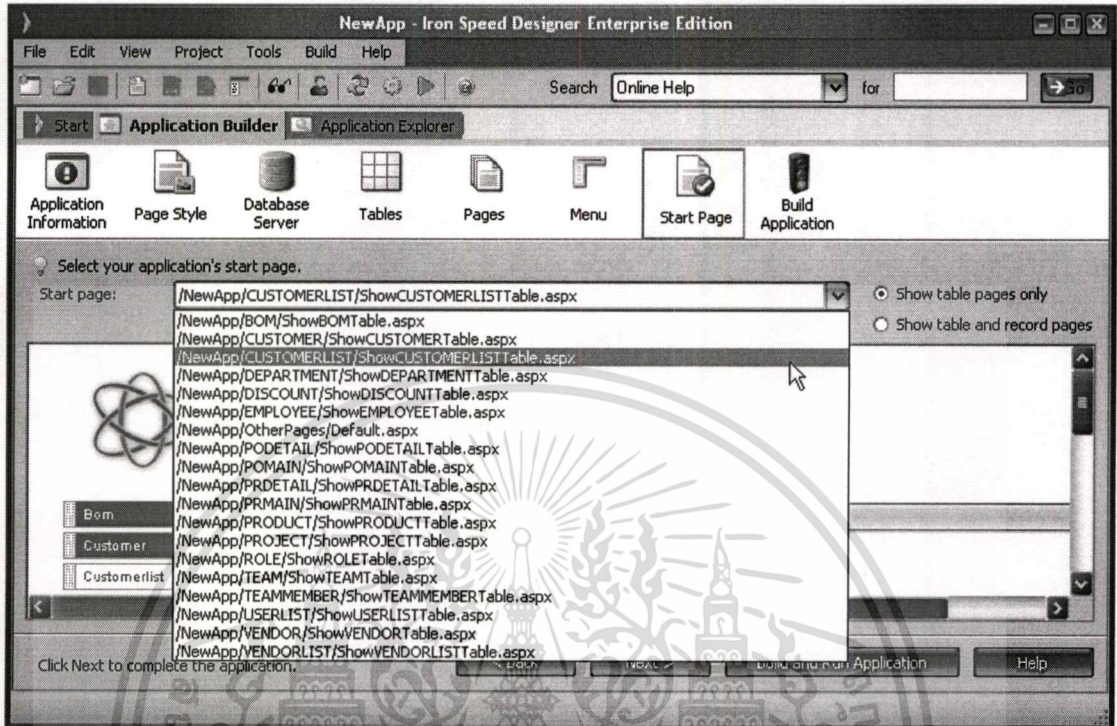 NewApp - Iron Speed Designer Enterprise Edition
File Edit View Project Tools Build Help
Search Online Help for Go
Start Application Builder Application Explorer
Application Information Page Style Database Server Tables Pages Menu Start Page Build Application
Select your application's start page.
Start page: /NewApp/CUSTOMERLIST/ShowCUSTOMERLISTTable.aspx Show table pages only
Show table and record pages
/NewApp/BOM/ShowBOMTable.aspx
/NewApp/CUSTOMER/ShowCUSTOMERTable.aspx
/NewApp/CUSTOMERLIST/ShowCUSTOMERLISTTable.aspx
/NewApp/DEPARTMENT/ShowDEPARTMENTTable.aspx
/NewApp/DISCOUNT/ShowDISCOUNTTable.aspx
/NewApp/EMPLOYEE/ShowEMPLOYEETable.aspx
/NewApp/OtherPages/Default.aspx
/NewApp/PODETAIL/ShowPODETAILTable.aspx
/NewApp/POMAIN/ShowPOMAINTable.aspx
/NewApp/PRDETAIL/ShowPRDETAILTable.aspx
/NewApp/PRMAIN/ShowPRMAINTable.aspx
/NewApp/PRODUCT/ShowPRODUCTTable.aspx
/NewApp/PROJECT/ShowPROJECTTable.aspx
/NewApp/ROLE/ShowROLETable.aspx
/NewApp/TEAM/ShowTEAMTable.aspx
/NewApp/TEAMMEMBER/ShowTEAMMEMBERTable.aspx
/NewApp/USERLIST/ShowUSERLISTTable.aspx
/NewApp/VENDOR/ShowVENDORTable.aspx
/NewApp/VENDORLIST/ShowVENDORLISTTable.aspx
Bom
Customer
Customerlist
Click Next to complete the application. < Back Next > Build and Run Application Help